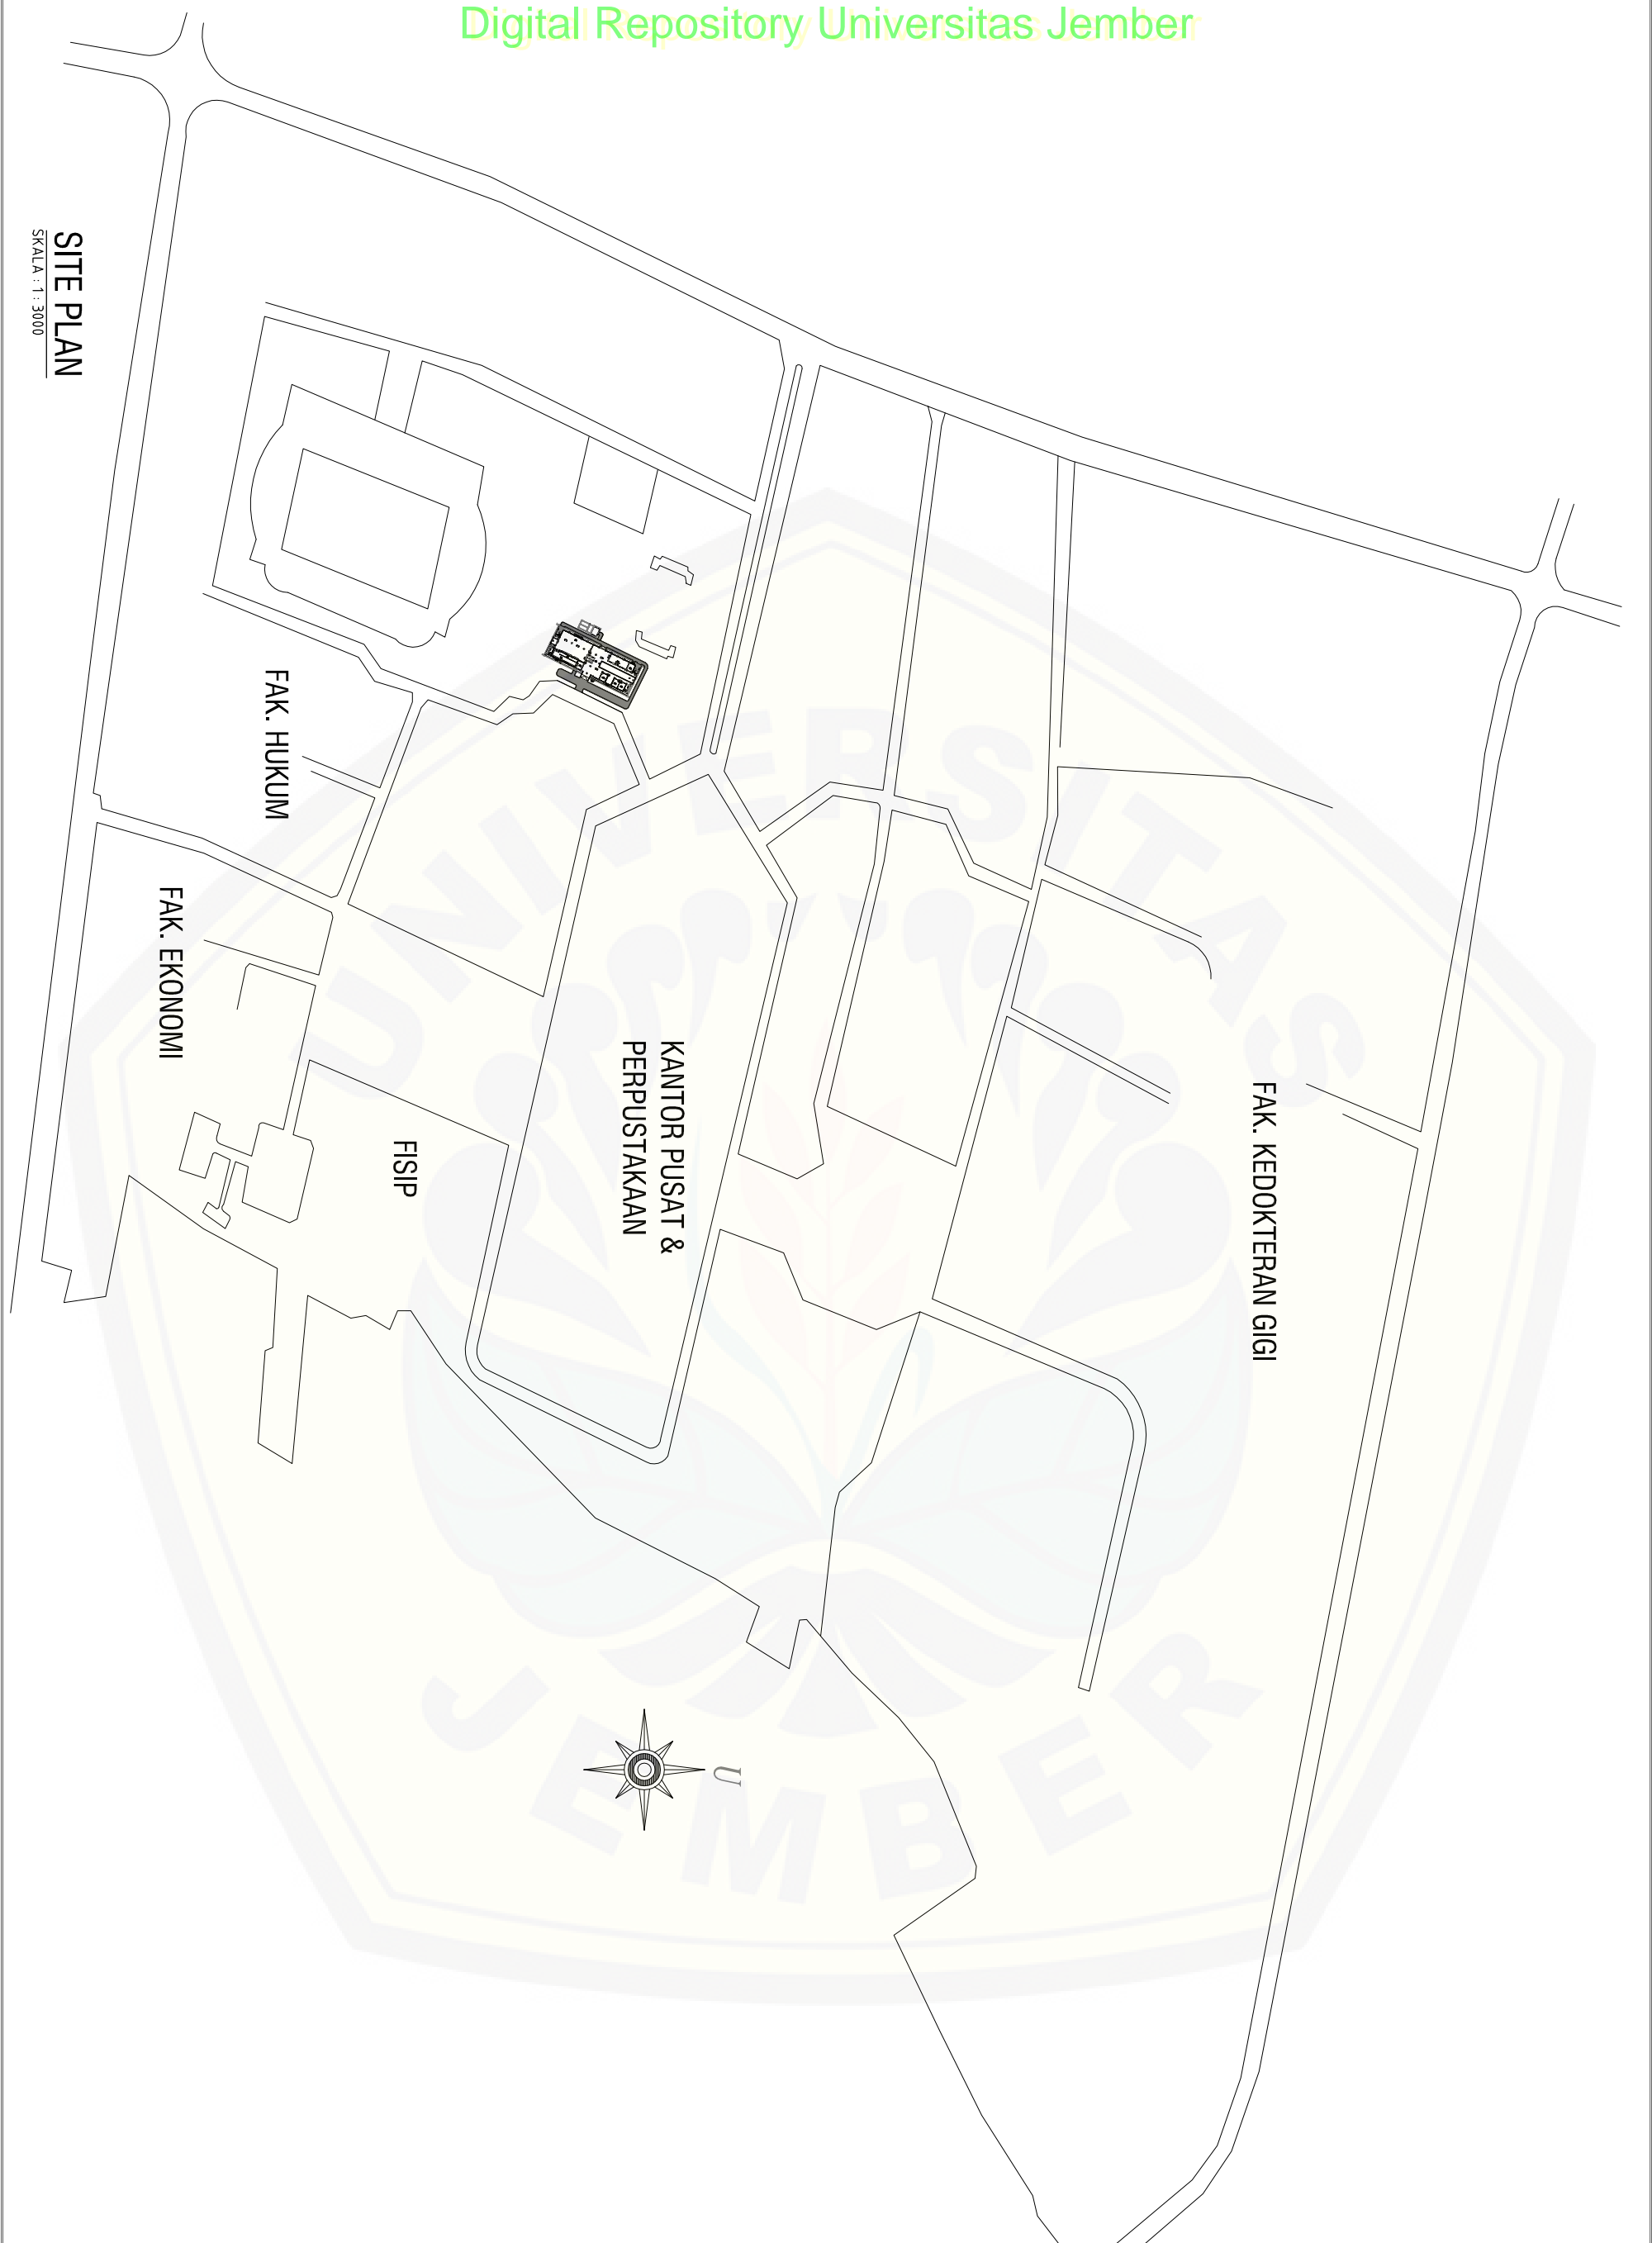 Digital Repository Universitas Jember
SITE PLAN
SKALA : 1 : 3000
FAK. HUKUM
FAK. EKONOMI
FISIP
KANTOR PUSAT &
PERPUSTAKAAN
FAK. KEDOKTERAN GIGI
U
UNIVERSITAS
JEMBER